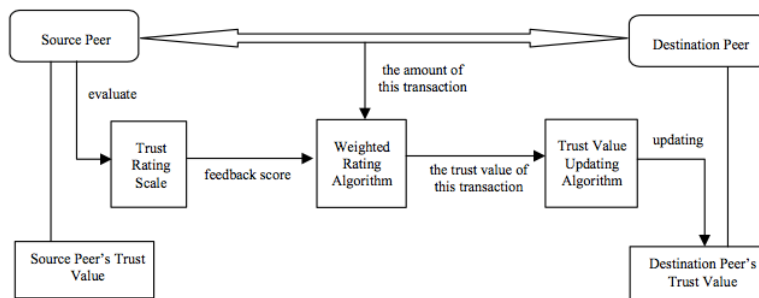 Source Peer
Destination Peer
the amount of
this transaction
evaluate
Trust
Rating
Scale
feedback score
Weighted
Rating
Algorithm
the trust value of
this transaction
Trust Value
Updating
Algorithm
updating
Source Peer's Trust
Value
Destination Peer's
Trust Value